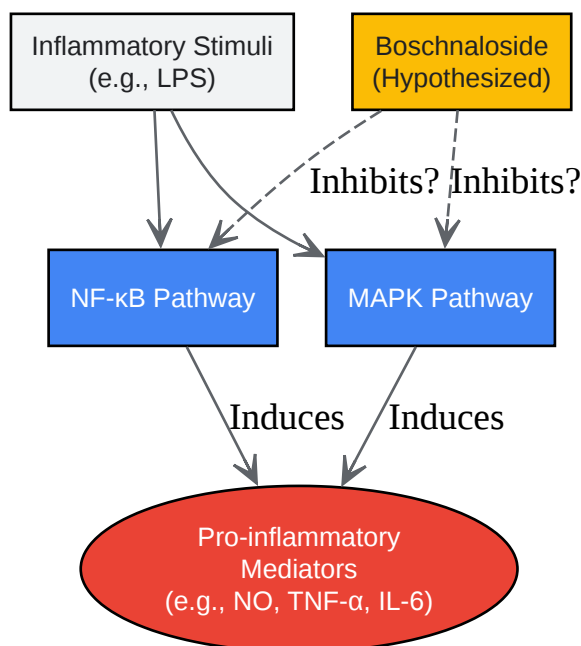 Inflammatory Stimuli
(e.g., LPS)
Boschnaloside
(Hypothesized)
Inhibits?
Inhibits?
NF-κB Pathway
MAPK Pathway
Induces
Induces
Pro-inflammatory
Mediators
(e.g., NO, TNF-α, IL-6)